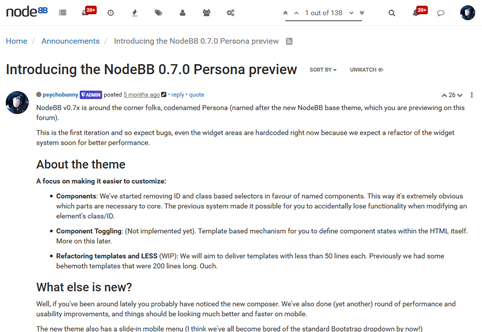 nodeBB 20+ 1 out of 138 20+
Home / Announcements / Introducing the NodeBB 0.7.0 Persona preview
Introducing the NodeBB 0.7.0 Persona preview SORT BY UNWATCH
psychobunny ADMIN posted 5 months ago • reply • quote 26
NodeBB v0.7x is around the corner folks, codenamed Persona (named after the new NodeBB base theme, which you are previewing on this
forum).
This is the first iteration and so expect bugs, even the widget areas are hardcoded right now because we expect a refactor of the widget
system soon for better performance.
About the theme
A focus on making it easier to customize:
• Components: We've started removing ID and class based selectors in favour of named components. This way it's extremely obvious
which parts are necessary to core. The previous system made it possible for you to accidentally lose functionality when modifying an
element's class/ID.
• Component Toggling: (Not implemented yet). Template based mechanism for you to define component states within the HTML itself.
More on this later.
• Refactoring templates and LESS (WIP): We will aim to deliver templates with less than 50 lines each. Previously we had some
behemoth templates that were 200 lines long. Ouch.
What else is new?
Well, if you've been around lately you probably have noticed the new composer. We've also done (yet another) round of performance and
usability improvements, and things should be looking much better and faster on mobile.
The new theme also has a slide-in mobile menu (I think we've all become bored of the standard Bootstrap dropdown by now!)